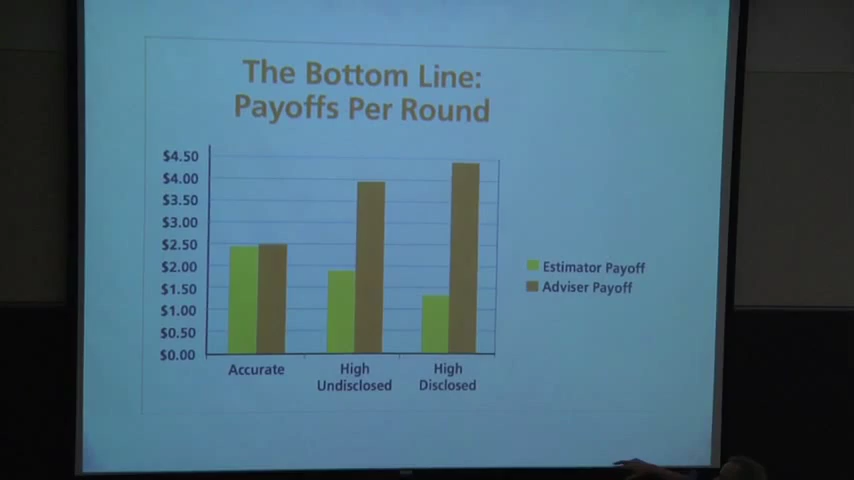 The Bottom Line:
Payoffs Per Round
$4.50
$4.00
$3.50
$3.00
$2.50
$2.00
$1.50
$1.00
$0.50
$0.00
Accurate
High
Undisclosed
High
Disclosed
Estimator Payoff
Adviser Payoff